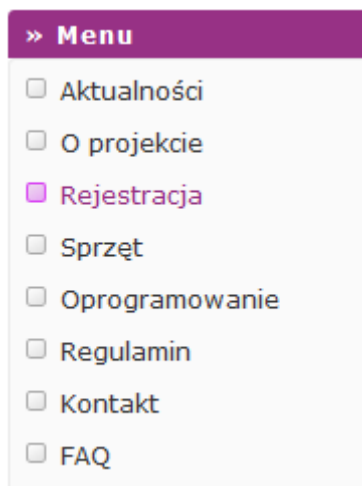 » Menu
Aktualności
O projekcie
Rejestracja
Sprzęt
Oprogramowanie
Regulamin
Kontakt
FAQ